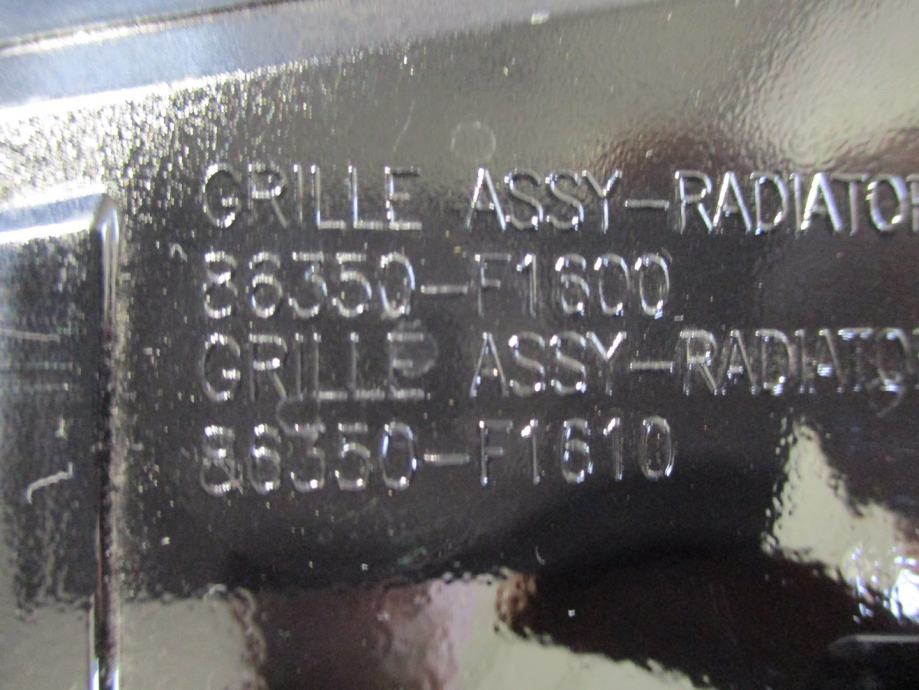 GRILLE ASSY-RADIATOR
86350-F1600
GRILLE ASSY-RADIATO
86350-F1610